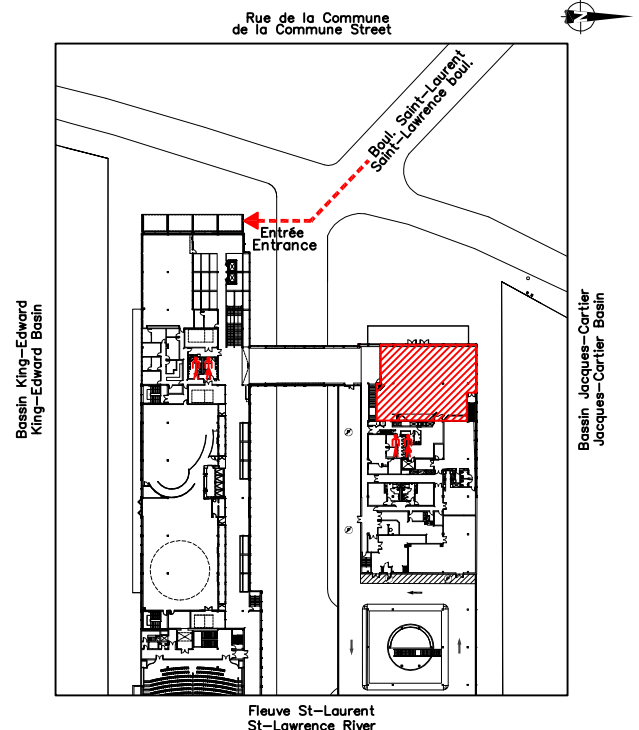 Rue de la Commune
de la Commune Street
N
Boul. Saint-Laurent
Saint-Lawrence boul.
Entrée
Entrance
Bassin King-Edward
King-Edward Basin
Bassin Jacques-Cartier
Jacques-Cartier Basin
Fleuve St-Laurent
St-Lawrence River